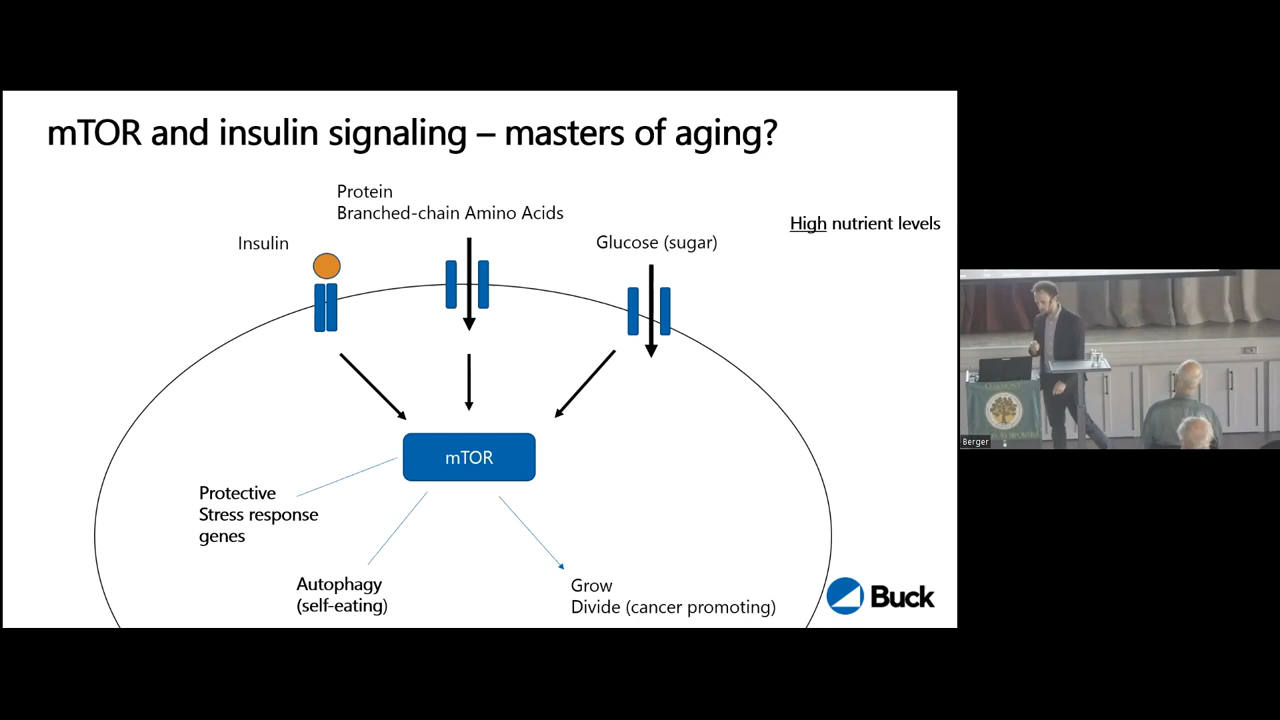 mTOR and insulin signaling – masters of aging?
Protein
Branched-chain Amino Acids
High nutrient levels
Insulin
Glucose (sugar)
mTOR
Protective
Stress response
genes
Autophagy
(self-eating)
Grow
Divide (cancer promoting)
Buck
Berger